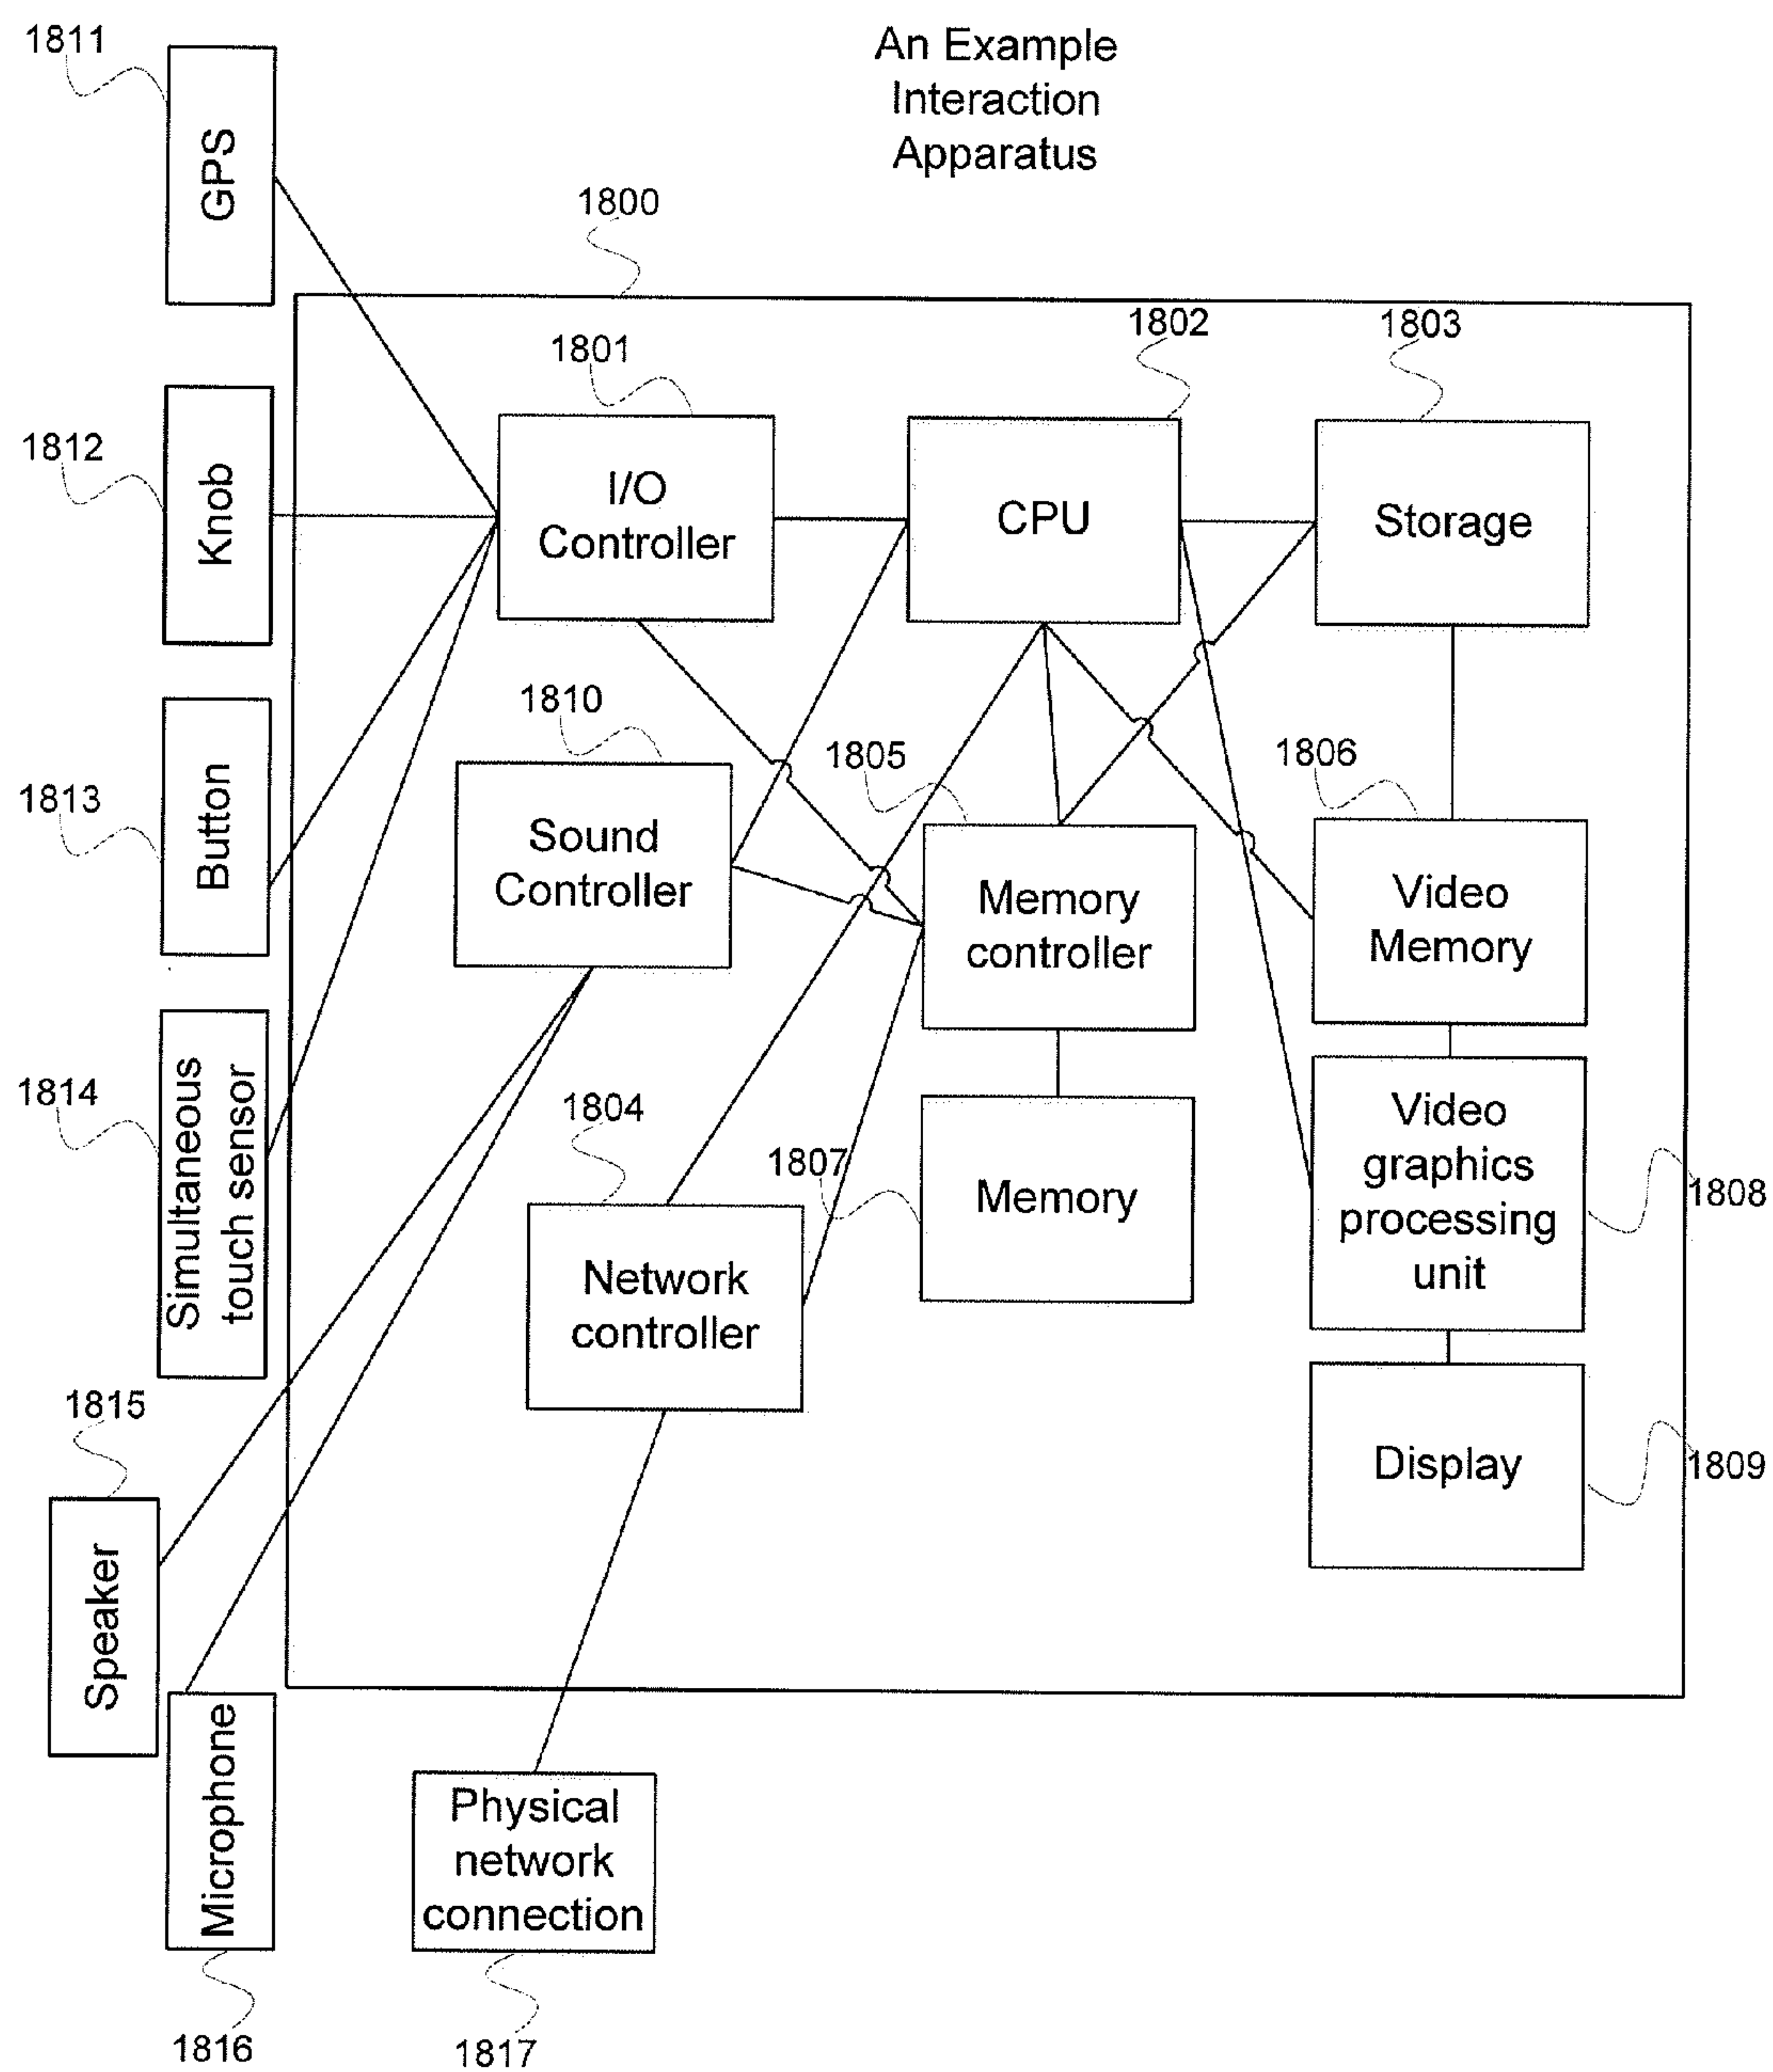 An Example
Interaction
Apparatus
1811
GPS
1800
1801
1802
1803
1812
Knob
I/O
Controller
CPU
Storage
1810
1805
1806
1813
Button
Sound
Controller
Memory
controller
Video
Memory
1814
Simultaneous
touch sensor
1804
1807
Memory
Video
graphics
processing
unit
1808
Network
controller
1815
Speaker
Display
1809
Microphone
Physical
network
connection
1816
1817